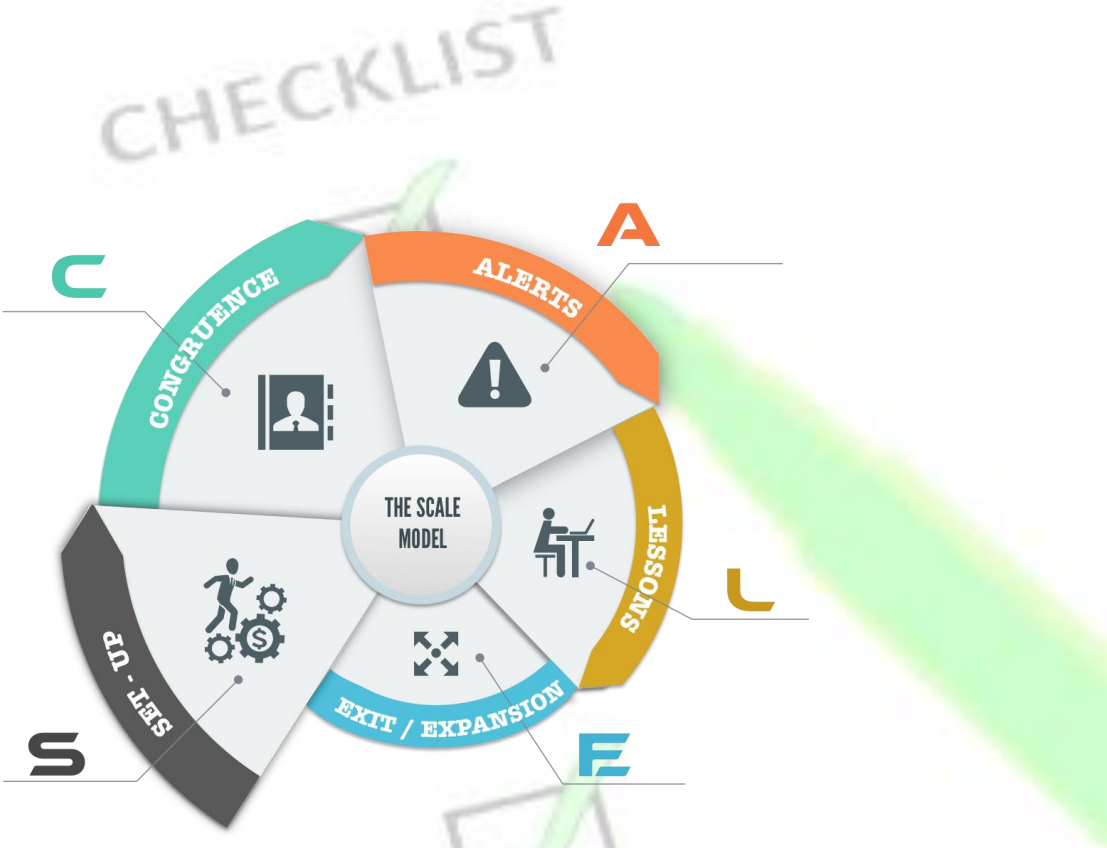 CHECKLIST
A
C
ALERTS
CONGRUENCE
THE SCALE
MODEL
LESSONS
L
SET - UP
$
EXIT / EXPANSION
S
E